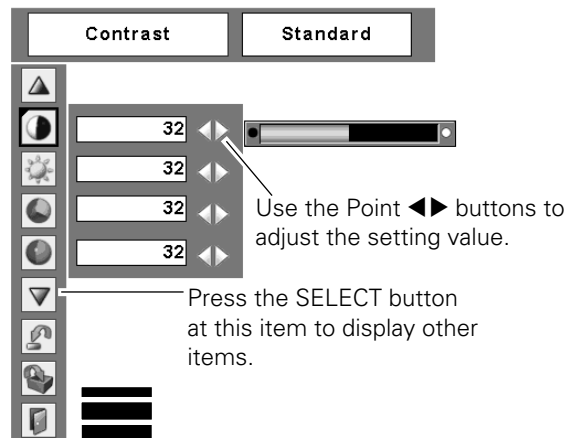 Contrast Standard
32
32
32
32
Use the Point ◀▶ buttons to
adjust the setting value.
Press the SELECT button
at this item to display other
items.